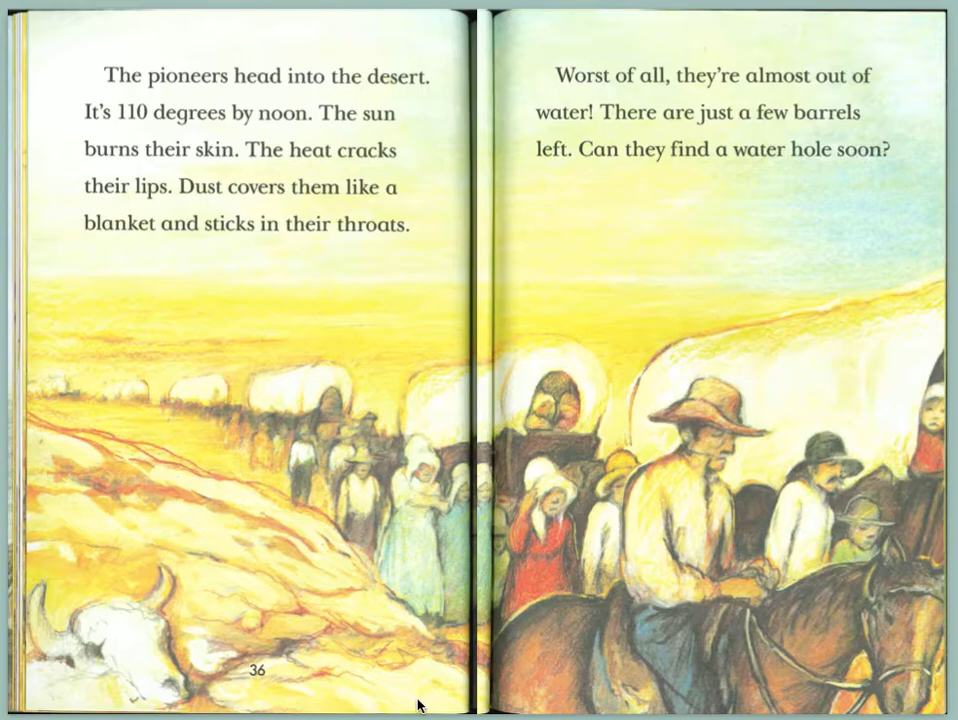 The pioneers head into the desert.
It's 110 degrees by noon. The sun
burns their skin. The heat cracks
their lips. Dust covers them like a
blanket and sticks in their throats.
36
Worst of all, they're almost out of
water! There are just a few barrels
left. Can they find a water hole soon?